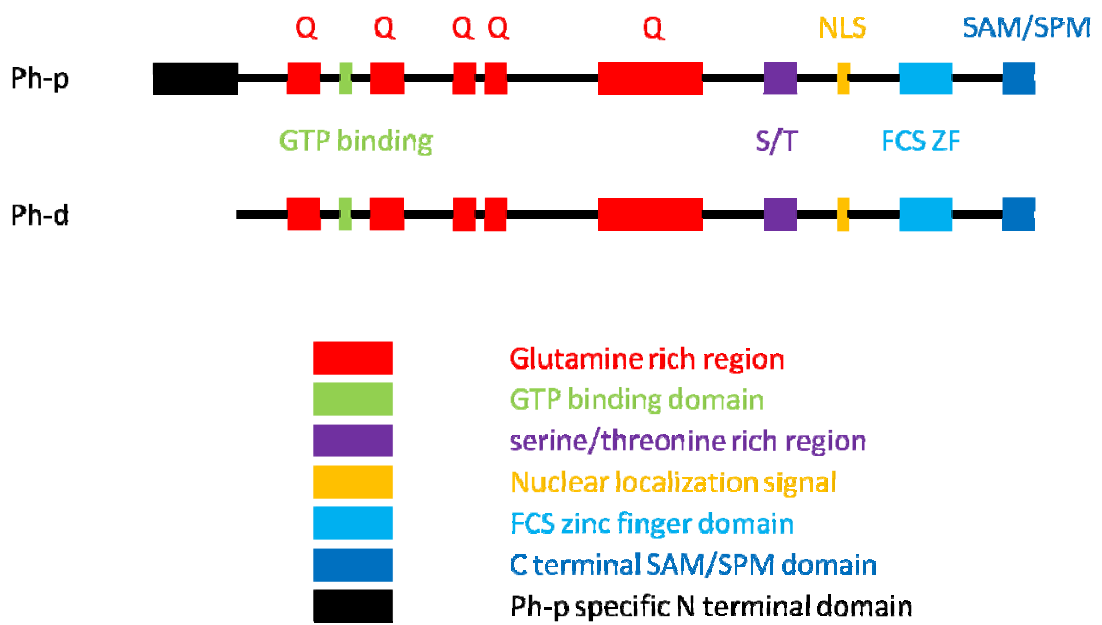 Q Q Q Q Q NLS SAM/SPM
Ph-p
GTP binding S/T FCS ZF
Ph-d
Glutamine rich region
GTP binding domain
serine/threonine rich region
Nuclear localization signal
FCS zinc finger domain
C terminal SAM/SPM domain
Ph-p specific N terminal domain